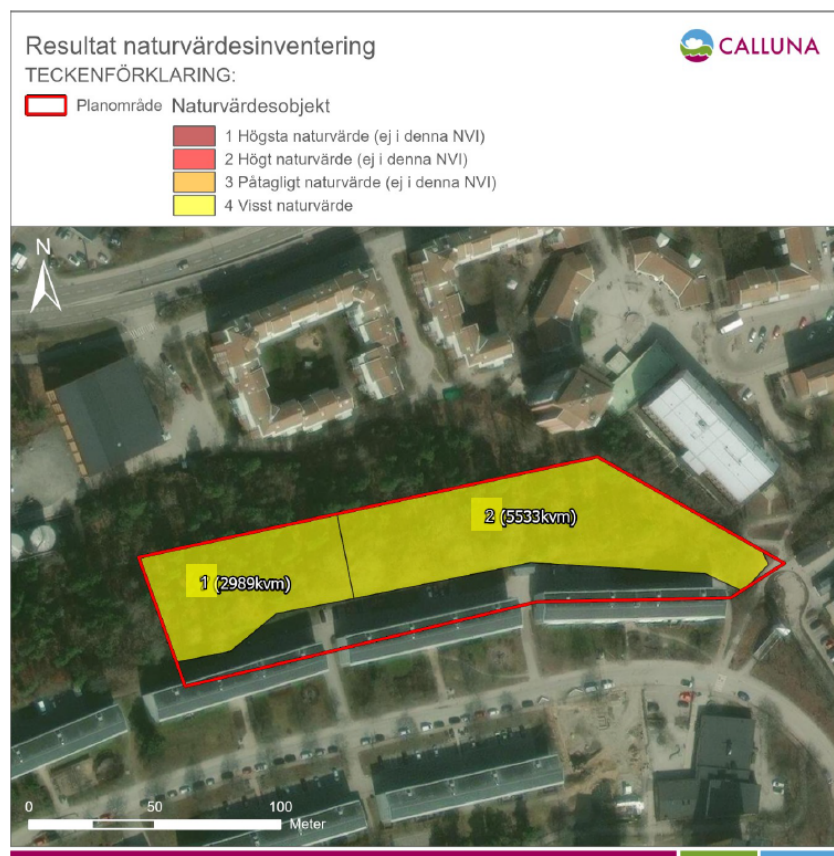 Resultat naturvärdesinventering
CALLUNA
TECKENFÖRKLARING:
Planområde Naturvärdesobjekt
1 Högsta naturvärde (ej i denna NVI)
2 Högt naturvärde (ej i denna NVI)
3 Påtagligt naturvärde (ej i denna NVI)
4 Visst naturvärde
N
2 (5533kvm)
1 (2989kvm)
0 50 100
Meter